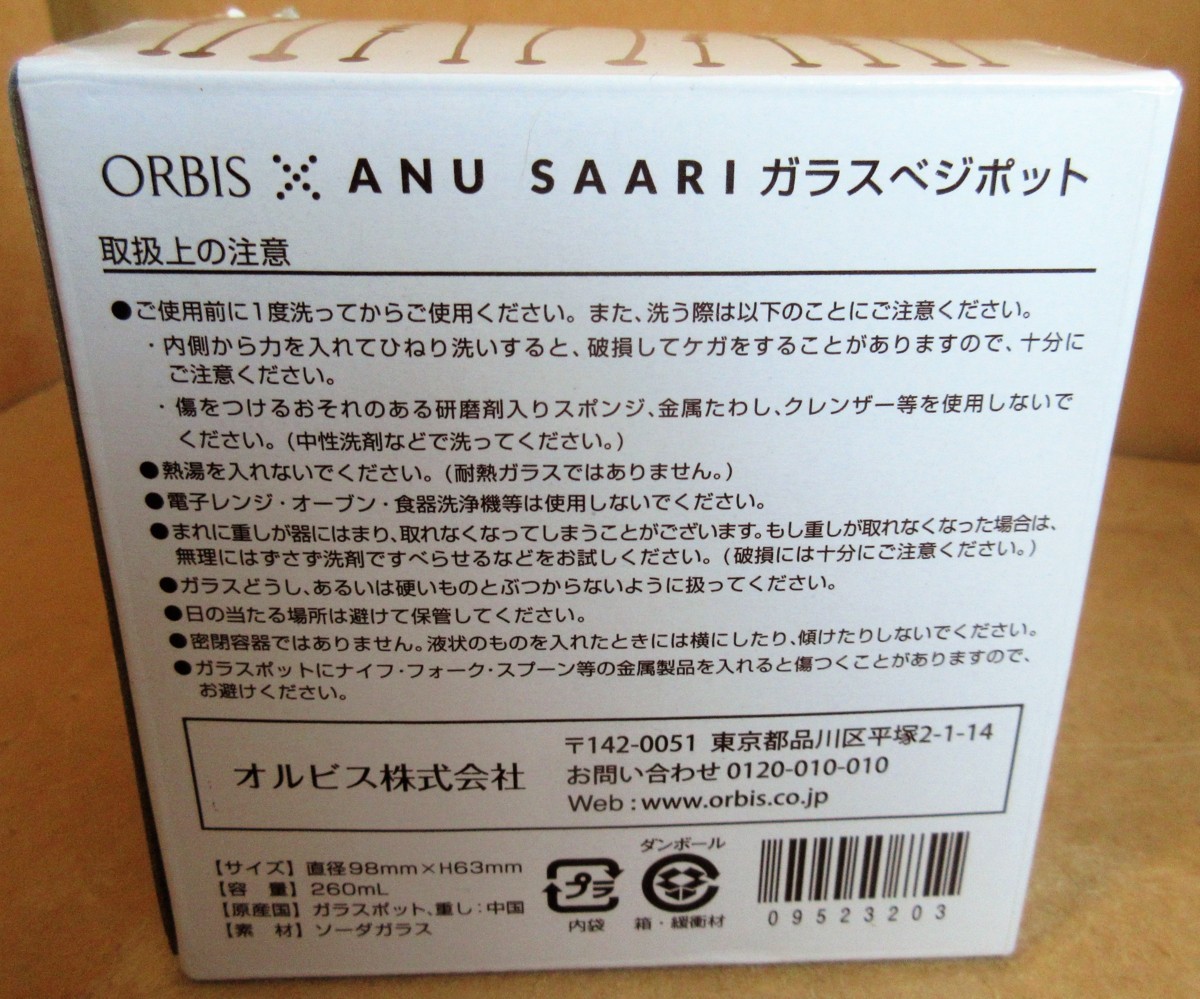 ORBIS × ANU SAARI ガラスベジポット
取扱上の注意
●ご使用前に1度洗ってからご使用ください。また、洗う際は以下のことにご注意ください。
・内側から力を入れてひねり洗いすると、破損してケガをすることがありますので、十分に
ご注意ください。
・傷をつけるおそれのある研磨剤入りスポンジ、金属たわし、クレンザー等を使用しないで
ください。(中性洗剤などで洗ってください。)
●熱湯を入れないでください。(耐熱ガラスではありません。)
●電子レンジ・オーブン・食器洗浄機等は使用しないでください。
●まれに重しが器にはまり、取れなくなってしまうことがございます。もし重しが取れなくなった場合は、
無理にはずさず洗剤ですべらせるなどをお試しください。(破損には十分にご注意ください。)
●ガラスどうし、あるいは硬いものとぶつからないように扱ってください。
●日の当たる場所は避けて保管してください。
●密閉容器ではありません。液状のものを入れたときには横にしたり、傾けたりしないでください。
●ガラスポットにナイフ・フォーク・スプーン等の金属製品を入れると傷つくことがありますので、
お避けください。
オルビス株式会社
〒142-0051 東京都品川区平塚2-1-14
お問い合わせ 0120-010-010
Web : www.orbis.co.jp
【サイズ】 直径98mm×H63mm
【容 量】 260mL
【原産国】 ガラスポット、重し:中国
【素 材】 ソーダガラス
プラ
内袋
ダンボール
箱・緩衝材
09523203